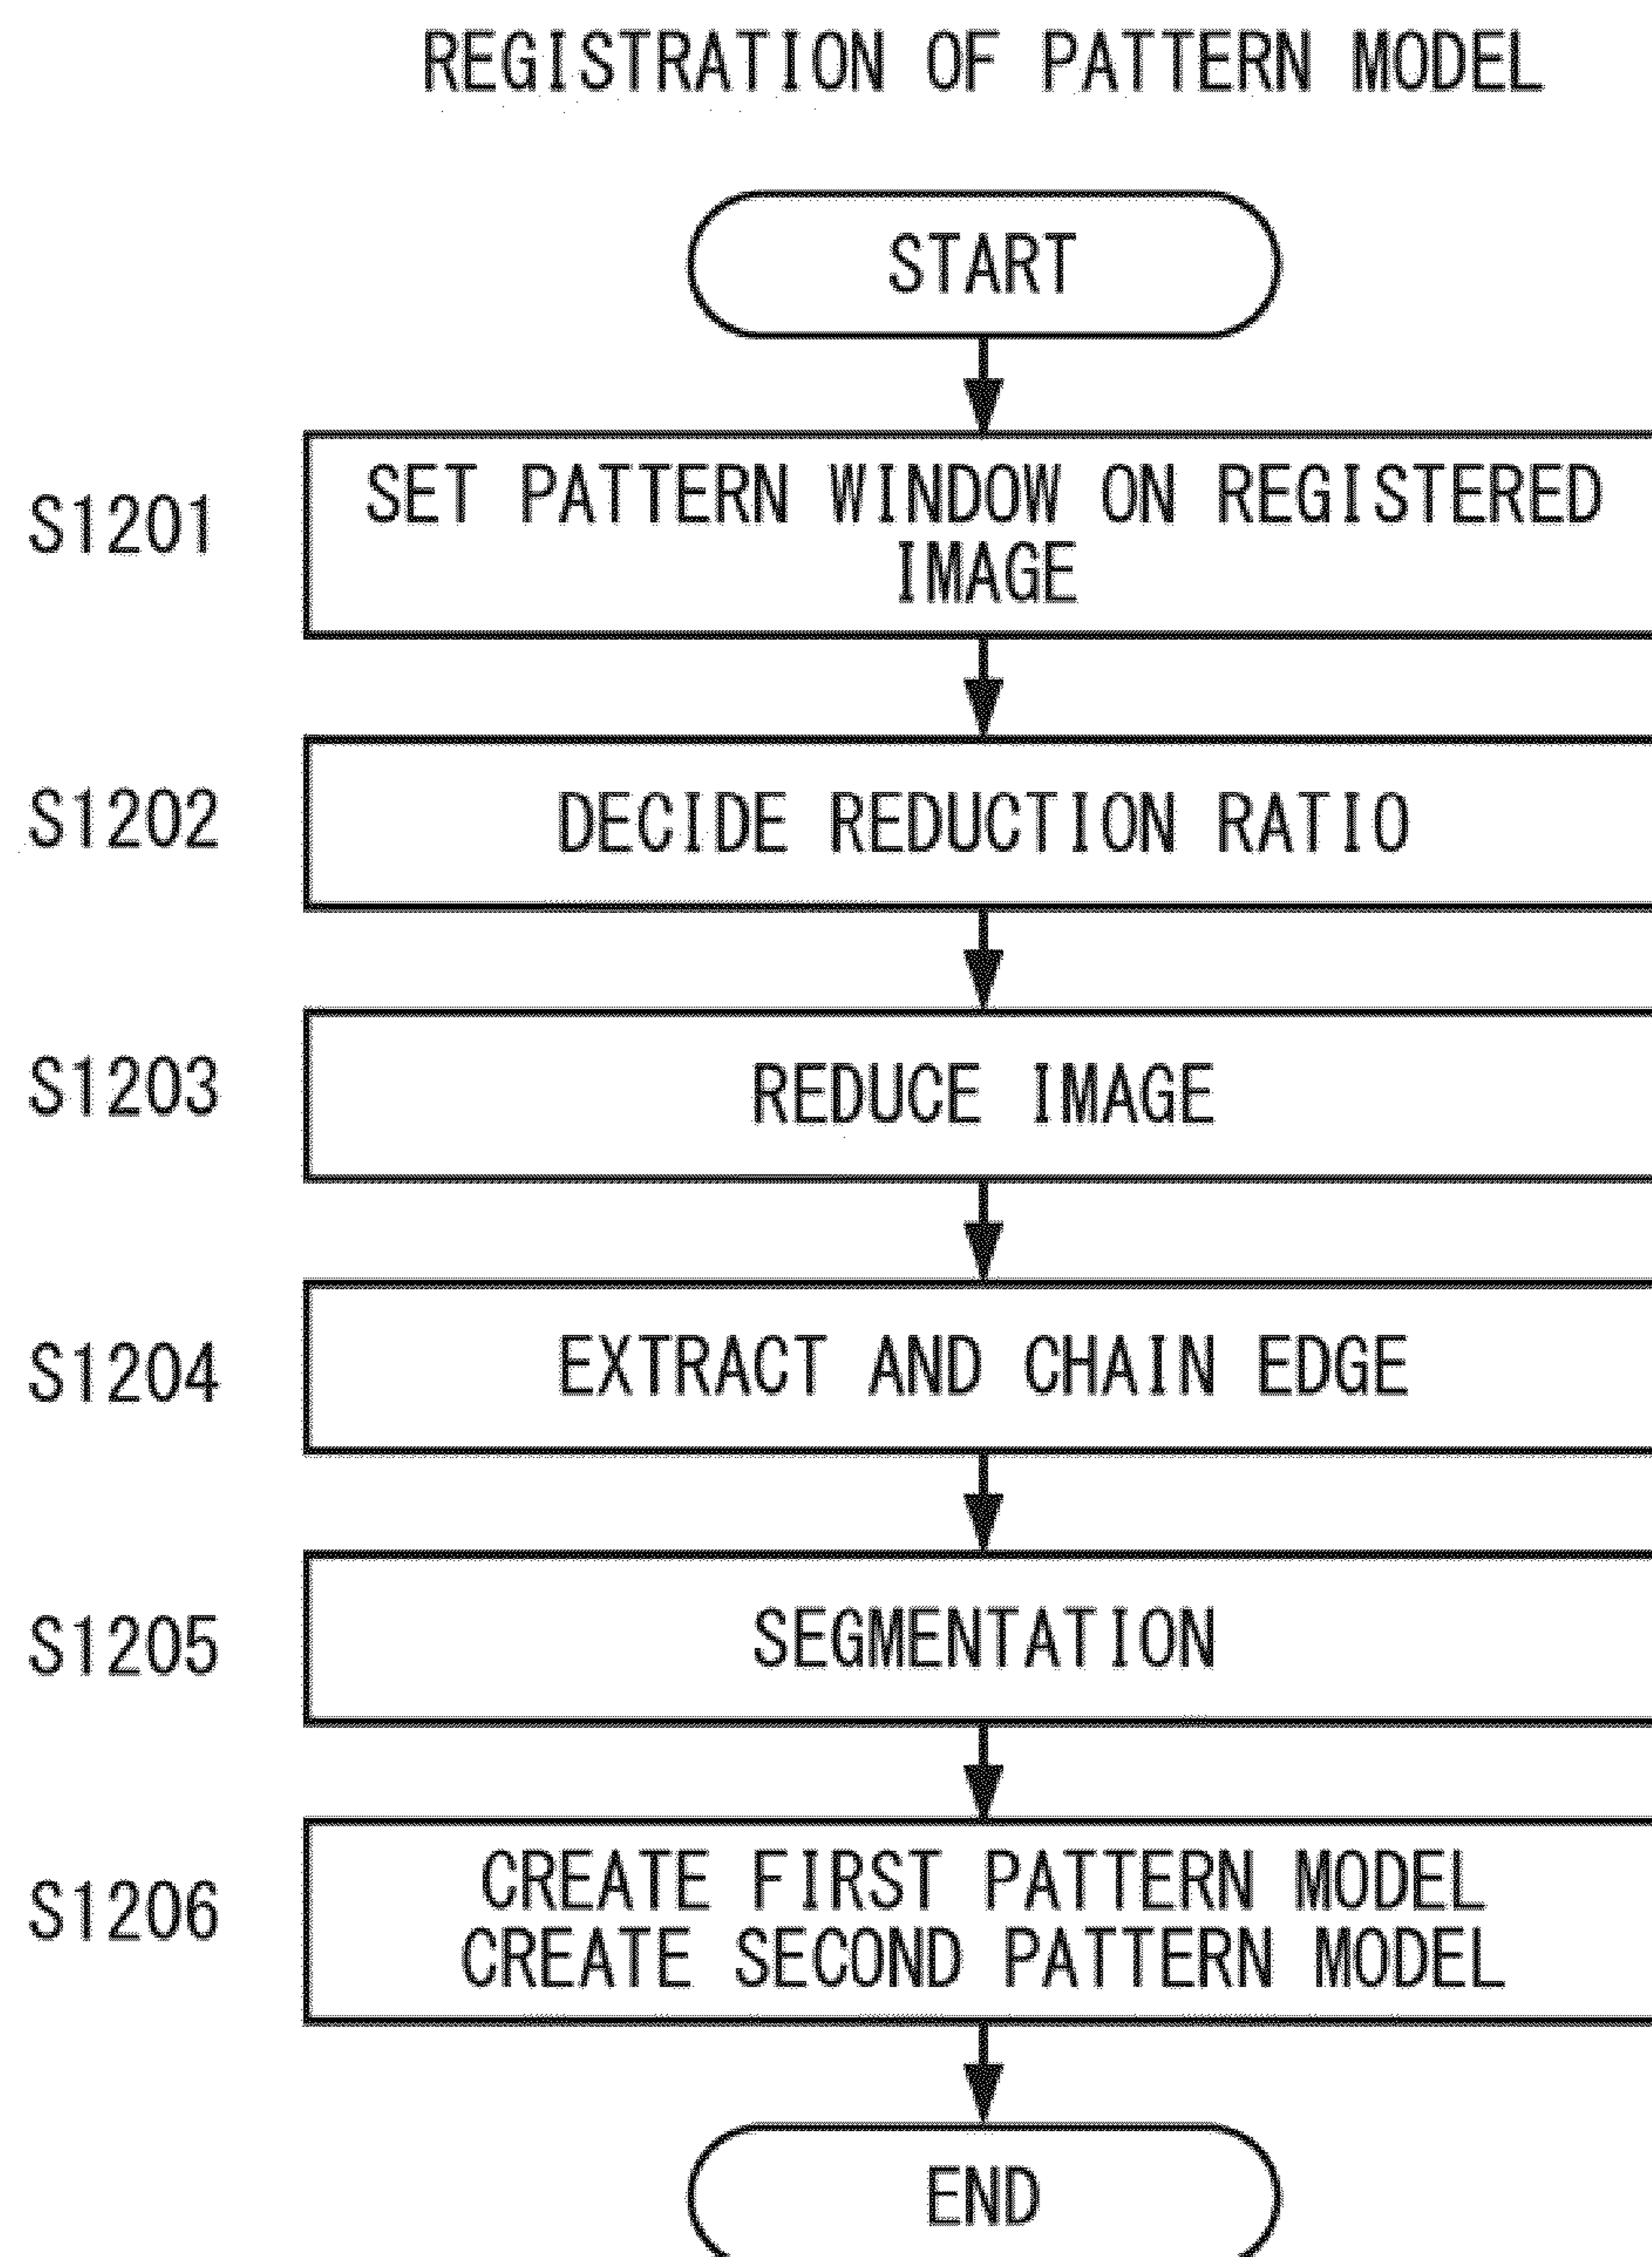 REGISTRATION OF PATTERN MODEL
START
S1201
SET PATTERN WINDOW ON REGISTERED
IMAGE
S1202
DECIDE REDUCTION RATIO
S1203
REDUCE IMAGE
S1204
EXTRACT AND CHAIN EDGE
S1205
SEGMENTATION
S1206
CREATE FIRST PATTERN MODEL
CREATE SECOND PATTERN MODEL
END